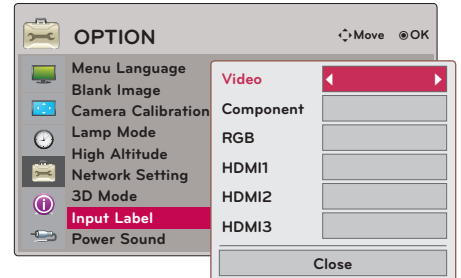 OPTION
Move
OK
Menu Language
Blank Image
Camera Calibration
Lamp Mode
High Altitude
Network Setting
3D Mode
Input Label
Power Sound
Video
Component
RGB
HDMI1
HDMI2
HDMI3
Close